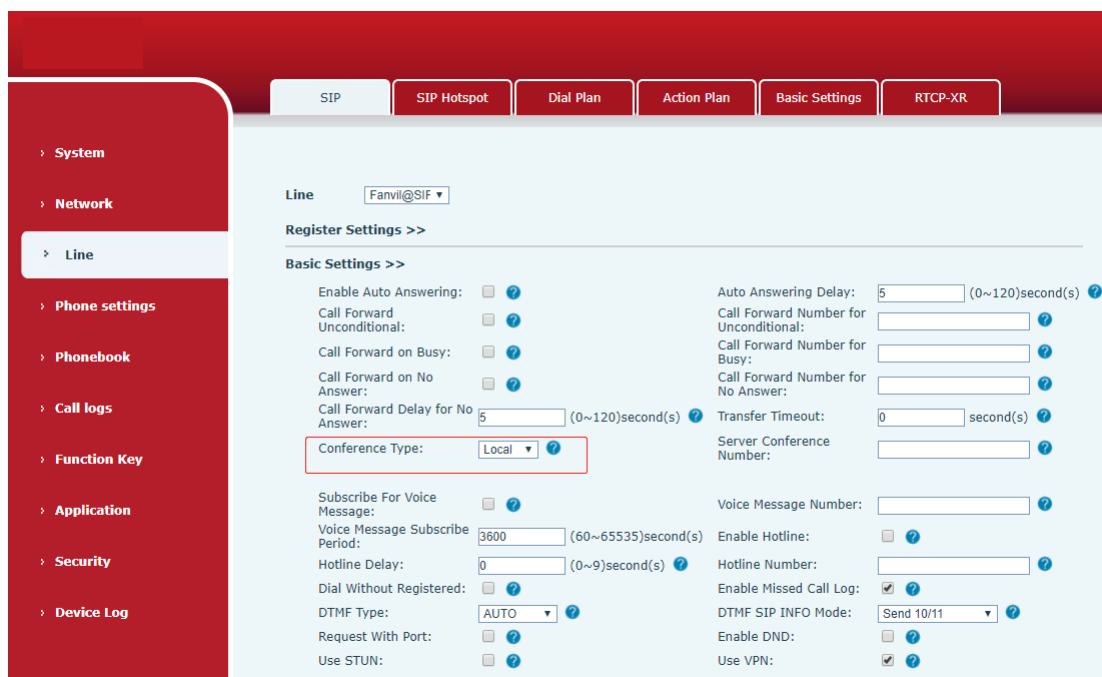 SIP
SIP Hotspot
Dial Plan
Action Plan
Basic Settings
RTCP-XR
System
Network
Line
Phone settings
Phonebook
Call logs
Function Key
Application
Security
Device Log
Line Fanvil@SIF
Register Settings >>
Basic Settings >>
Enable Auto Answering:
Auto Answering Delay: 5 (0~120)second(s)
Call Forward
Unconditional:
Call Forward Number for
Unconditional:
Call Forward on Busy:
Call Forward Number for
Busy:
Call Forward on No
Answer:
Call Forward Number for
No Answer:
Call Forward Delay for No
Answer: 5 (0~120)second(s)
Transfer Timeout: 0 second(s)
Conference Type: Local
Server Conference
Number:
Subscribe For Voice
Message:
Voice Message Number:
Voice Message Subscribe
Period: 3600 (60~65535)second(s)
Enable Hotline:
Hotline Delay: 0 (0~9)second(s)
Hotline Number:
Dial Without Registered:
Enable Missed Call Log:
DTMF Type: AUTO
DTMF SIP INFO Mode: Send 10/11
Request With Port:
Enable DND:
Use STUN:
Use VPN: